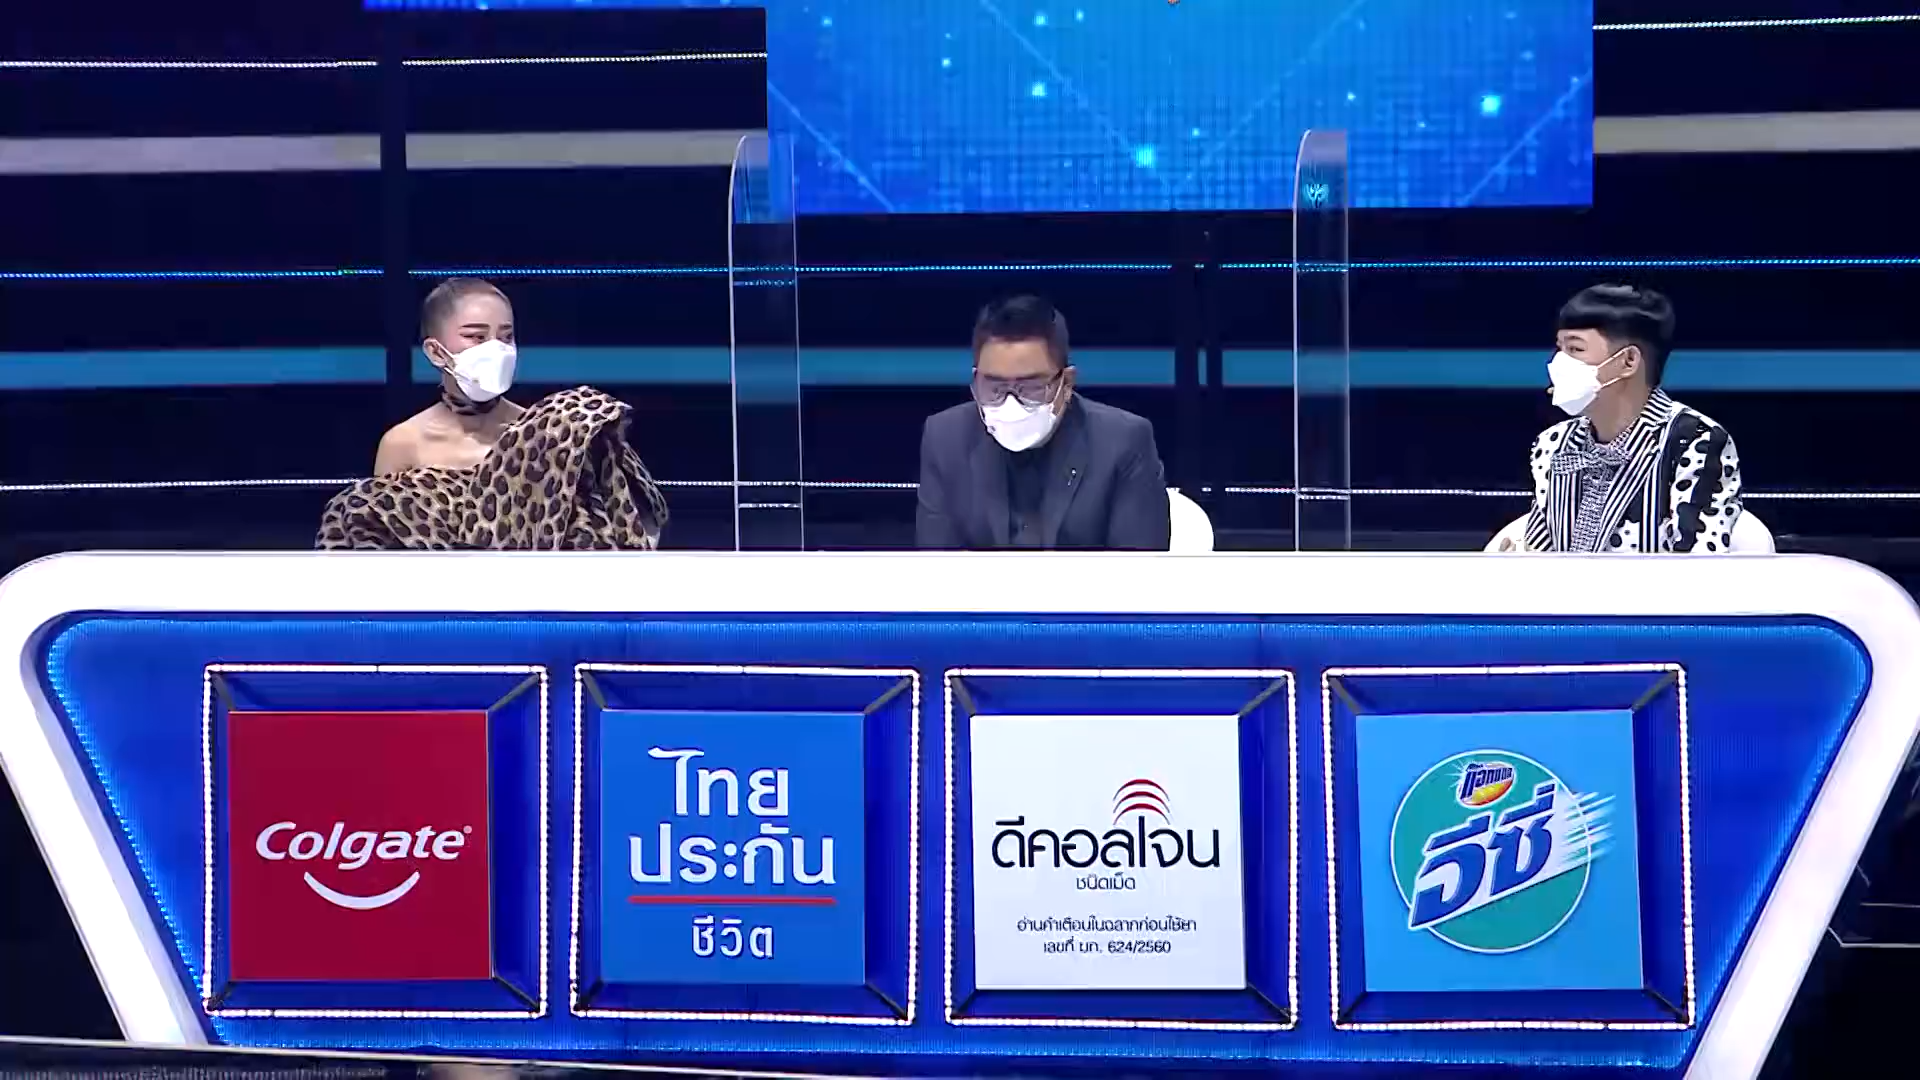 Colgate®
ไทย
ประกัน
ชีวิต
ดีคอลเจน
ชนิดเม็ด
อ่านคำเตือนในฉลากก่อนใช้ยา
เลขที่ ฆท. 624/2560
แอทแทค
อีซี่